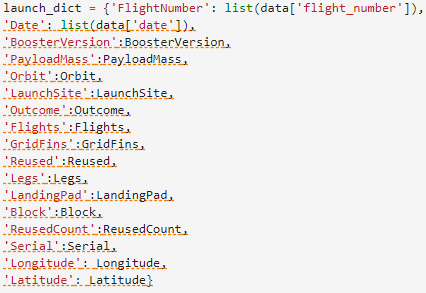 launch_dict = {'FlightNumber': list(data['flight_number']),
'Date': list(data['date']),
'BoosterVersion':BoosterVersion,
'PayloadMass':PayloadMass,
'Orbit':Orbit,
'LaunchSite':LaunchSite,
'Outcome':Outcome,
'Flights':Flights,
'GridFins':GridFins,
'Reused':Reused,
'Legs':Legs,
'LandingPad':LandingPad,
'Block':Block,
'ReusedCount':ReusedCount,
'Serial':Serial,
'Longitude': Longitude,
'Latitude': Latitude}